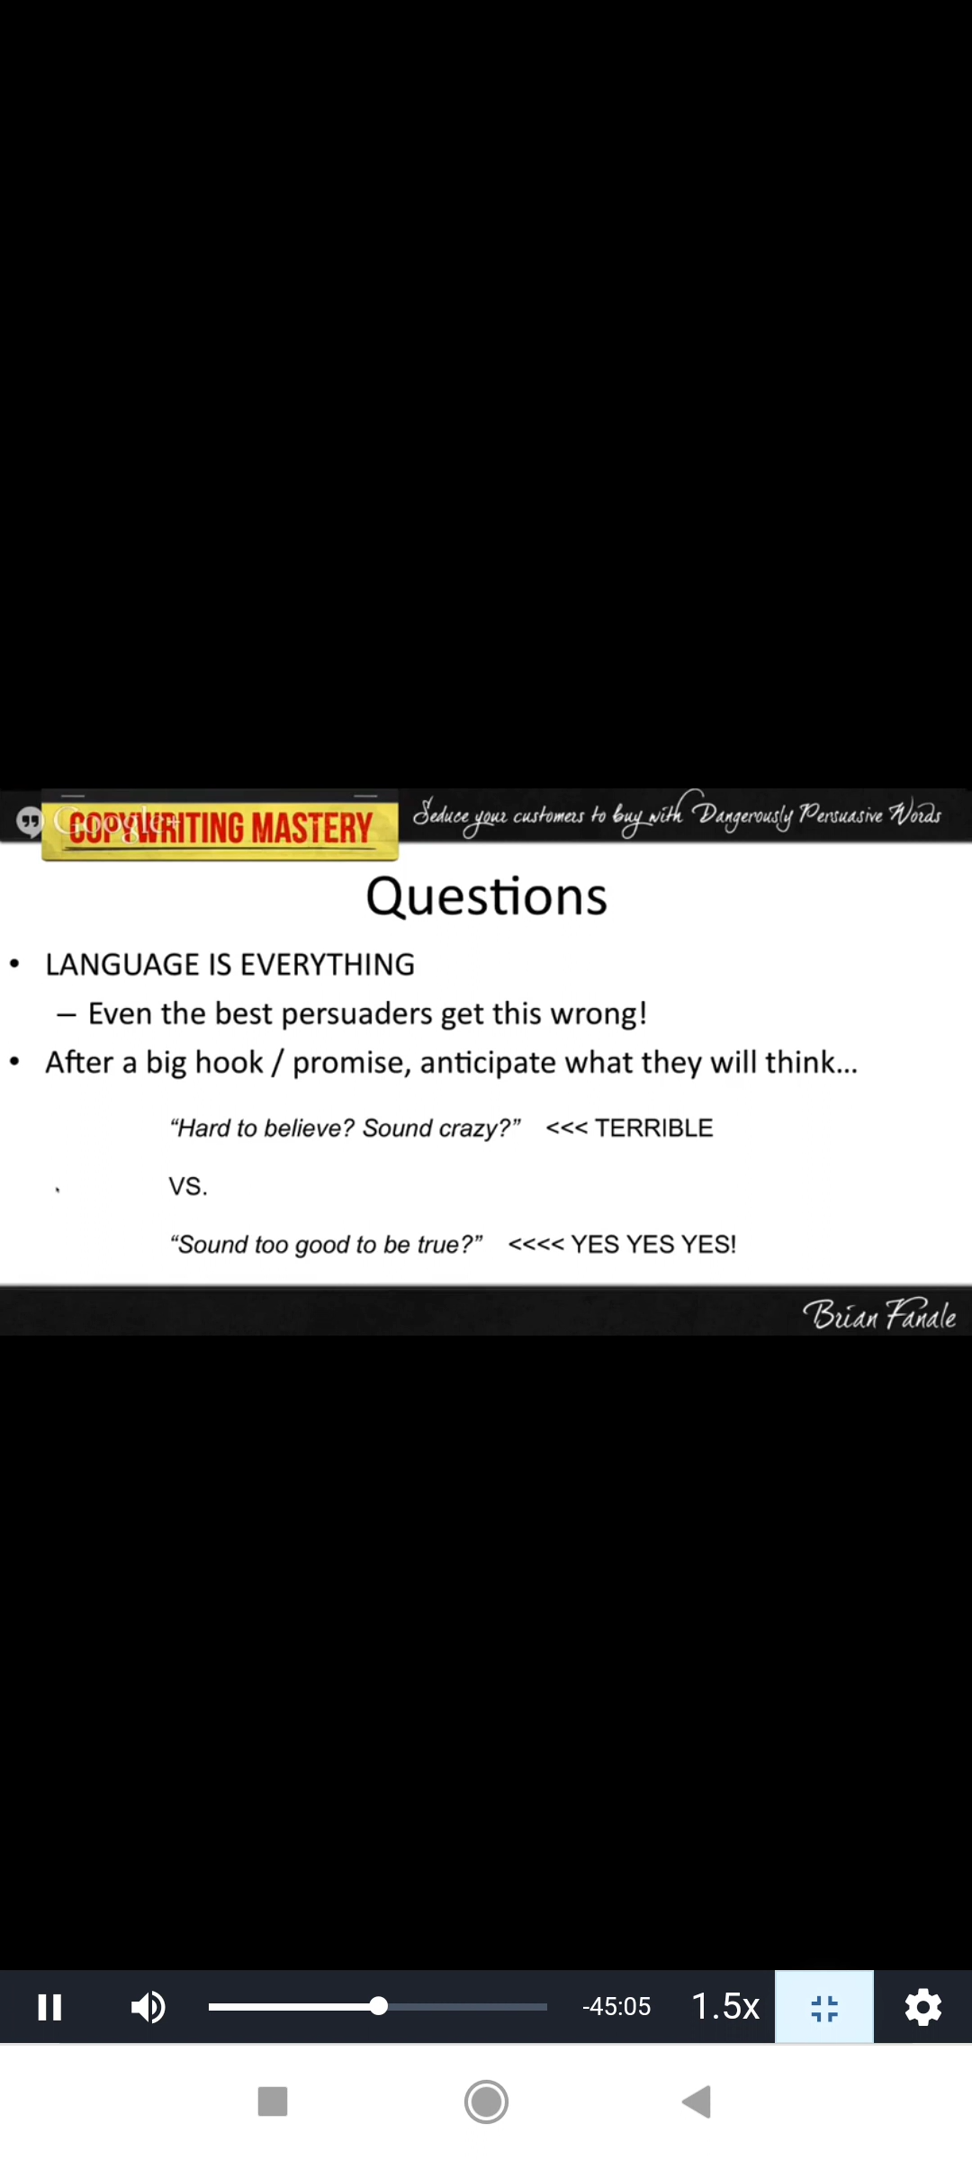 Google+
COPYWRITING MASTERY
Seduce your customers to buy with Dangerously Persuasive Words
Questions
• LANGUAGE IS EVERYTHING
– Even the best persuaders get this wrong!
• After a big hook / promise, anticipate what they will think...
“Hard to believe? Sound crazy?” <<< TERRIBLE
VS.
“Sound too good to be true?” <<<< YES YES YES!
Brian Fanale
-45:05 1.5x